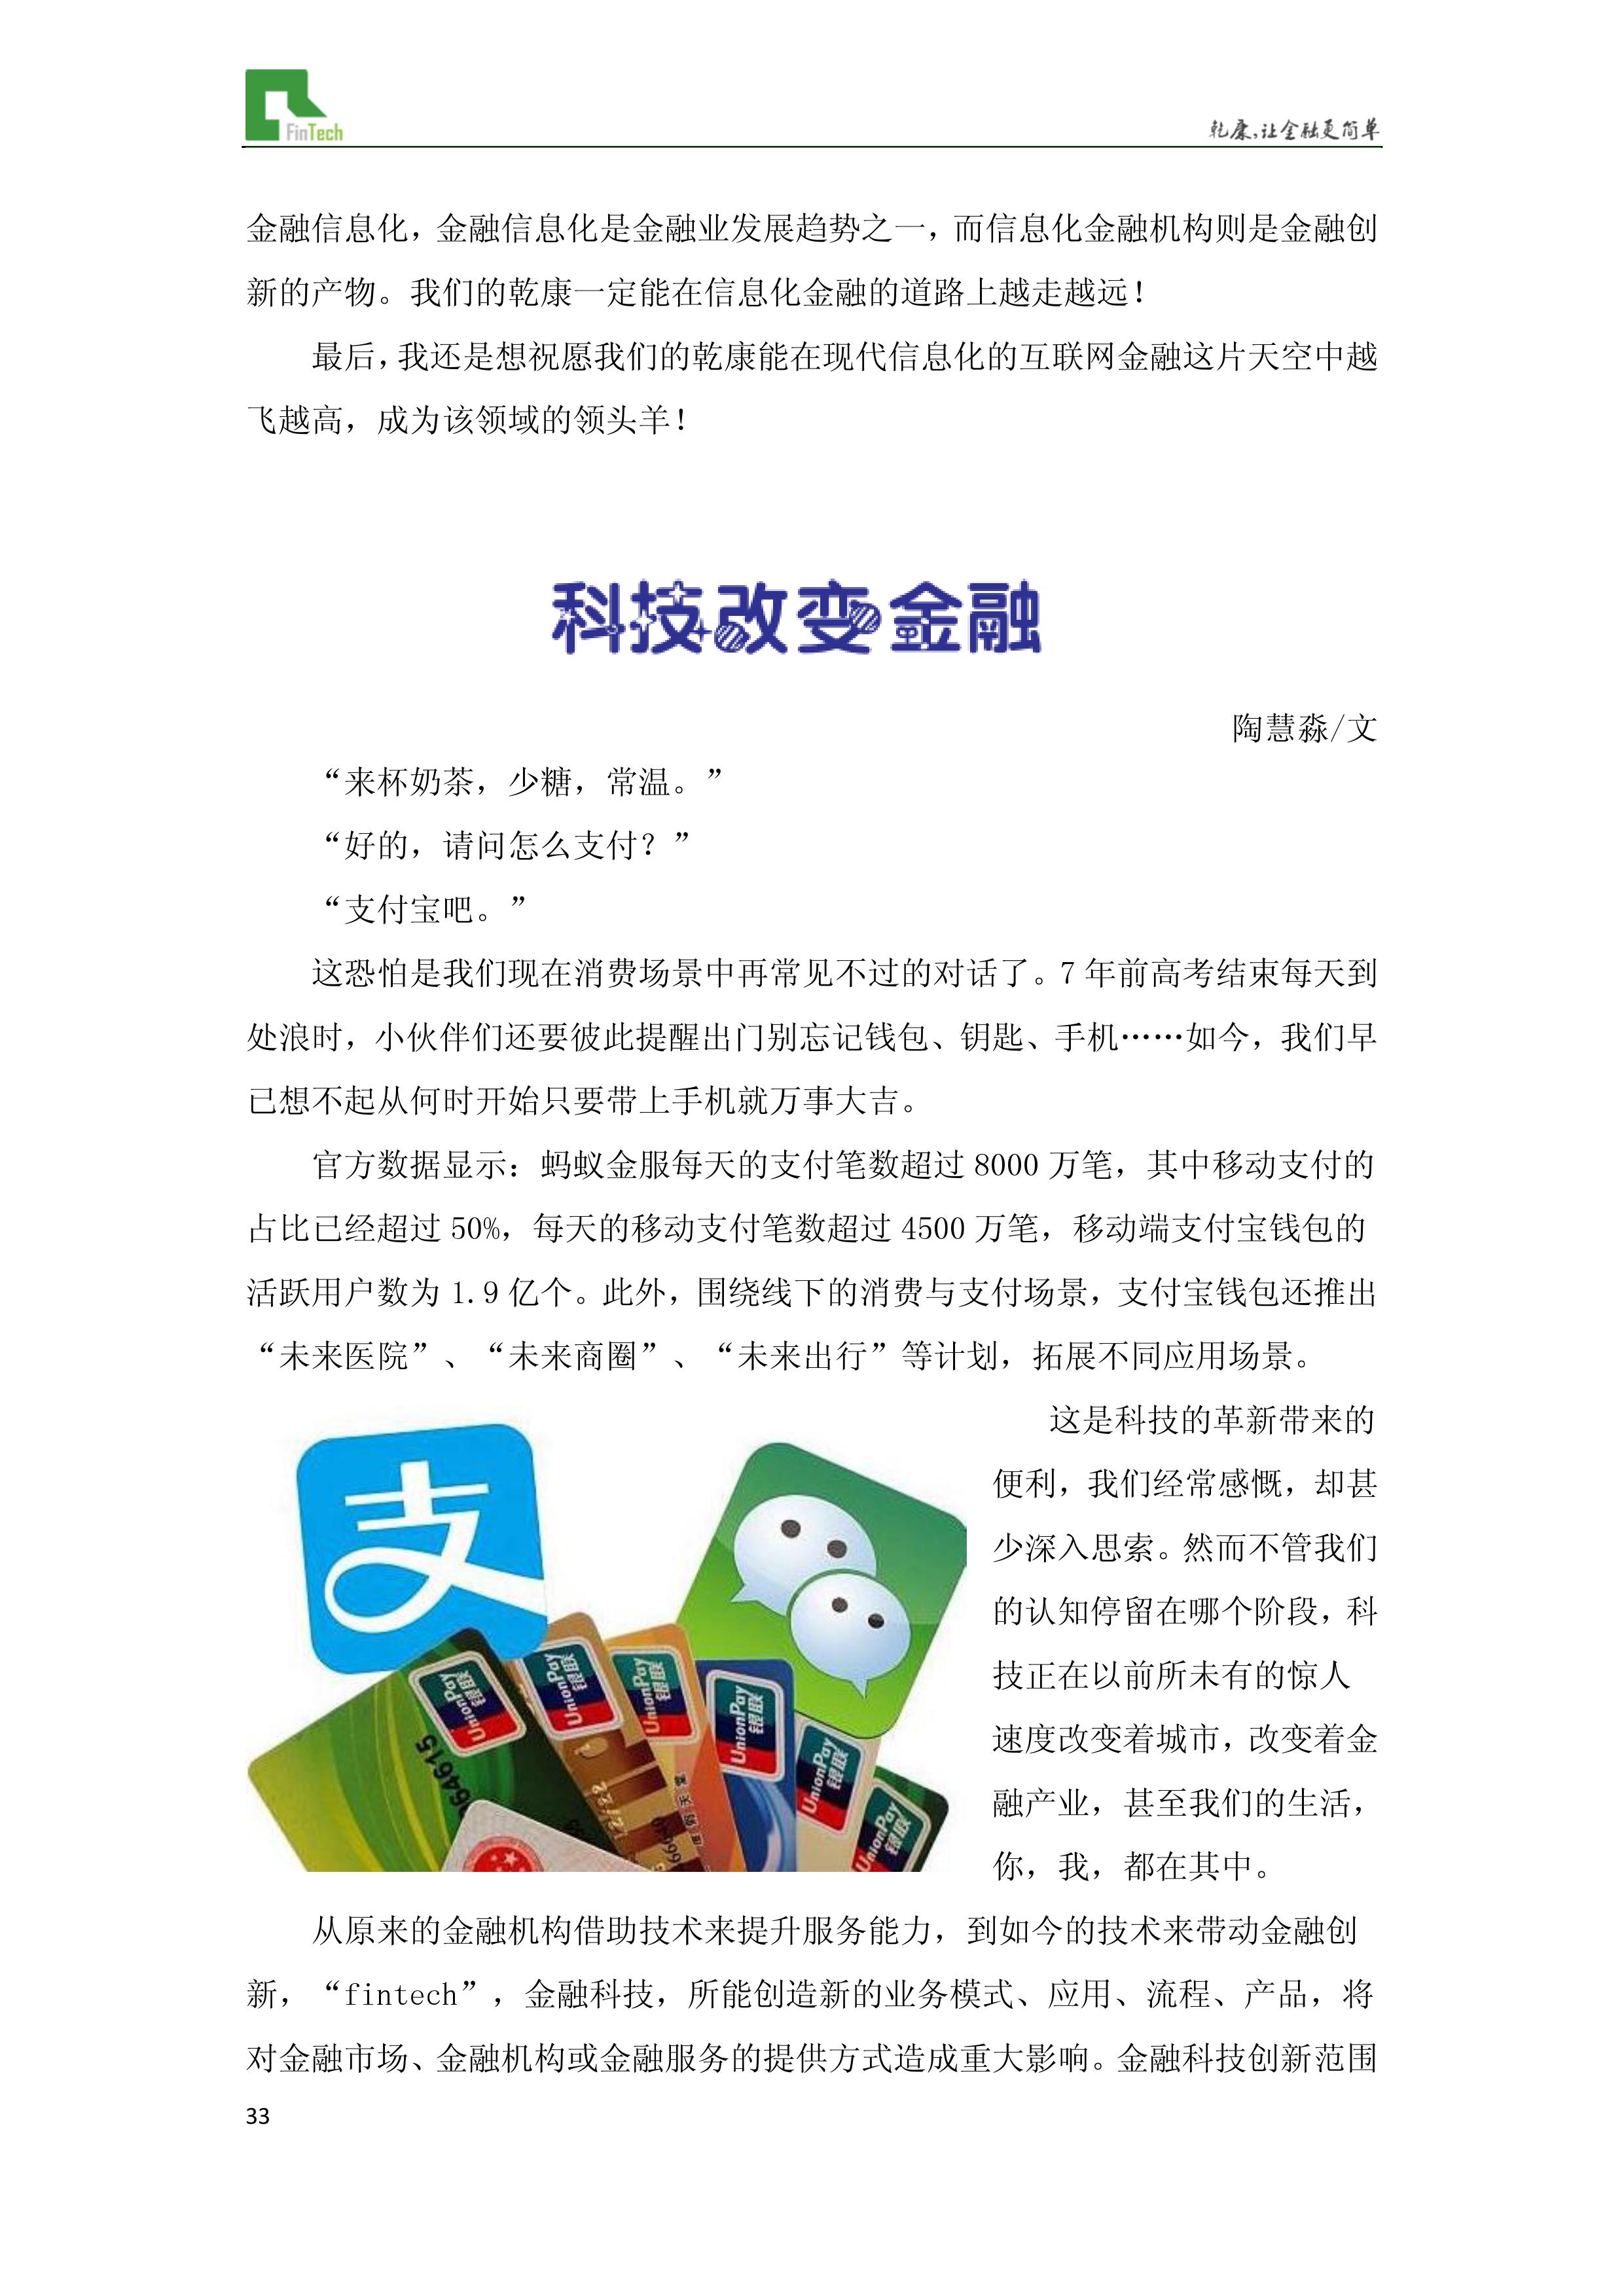 FinTech
乾康,让金融更简单
金融信息化，金融信息化是金融业发展趋势之一，而信息化金融机构则是金融创
新的产物。我们的乾康一定能在信息化金融的道路上越走越远！
最后，我还是想祝愿我们的乾康能在现代信息化的互联网金融这片天空中越
飞越高，成为该领域的领头羊！
科技改变金融
陶慧淼/文
“来杯奶茶，少糖，常温。”
“好的，请问怎么支付？”
“支付宝吧。”
这恐怕是我们现在消费场景中再常见不过的对话了。7 年前高考结束每天到
处浪时，小伙伴们还要彼此提醒出门别忘记钱包、钥匙、手机……如今，我们早
已想不起从何时开始只要带上手机就万事大吉。
官方数据显示：蚂蚁金服每天的支付笔数超过 8000 万笔，其中移动支付的
占比已经超过 50%，每天的移动支付笔数超过 4500 万笔，移动端支付宝钱包的
活跃用户数为 1.9 亿个。此外，围绕线下的消费与支付场景，支付宝钱包还推出
“未来医院”、“未来商圈”、“未来出行”等计划，拓展不同应用场景。
这是科技的革新带来的
便利，我们经常感慨，却甚
少深入思索。然而不管我们
的认知停留在哪个阶段，科
技正在以前所未有的惊人
速度改变着城市，改变着金
融产业，甚至我们的生活，
你，我，都在其中。
支
UnionPay
银联
UnionPay
银联
UnionPay
银联
UnionPay
银联
UnionPay
银联
UnionPay
银联
064615
12/22
从原来的金融机构借助技术来提升服务能力，到如今的技术来带动金融创
新，“fintech”，金融科技，所能创造新的业务模式、应用、流程、产品，将
对金融市场、金融机构或金融服务的提供方式造成重大影响。金融科技创新范围
33